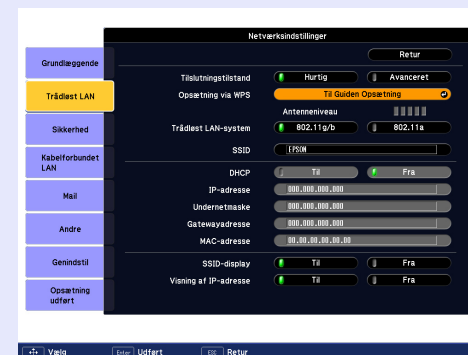 Netværksindstillinger
Retur
Grundlæggende
Trådløst LAN
Sikkerhed
Kabelforbundet
LAN
Mail
Andre
Genindstil
Opsætning
udført
Tilslutningstilstand Hurtig Avanceret
Opsætning via WPS Til Guiden Opsætning
Antenneniveau
Trådløst LAN-system 802.11g/b 802.11a
SSID EPSON
DHCP Til Fra
IP-adresse 000.000.000.000
Undernetmaske 000.000.000.000
Gatewayadresse 000.000.000.000
MAC-adresse 00.00.00.00.00.00
SSID-display Til Fra
Visning af IP-adresse Til Fra
Vælg Enter Udført ESC Retur